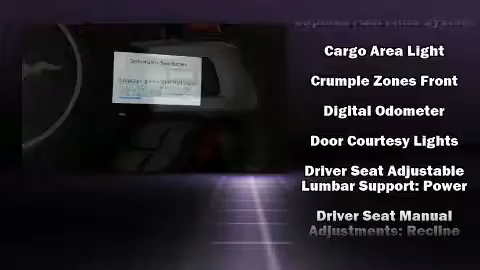 Cargo Area Light
Crumple Zones Front
Digital Odometer
Door Courtesy Lights
Driver Seat Adjustable
Lumbar Support: Power
Driver Seat Manual
Adjustments: Recline